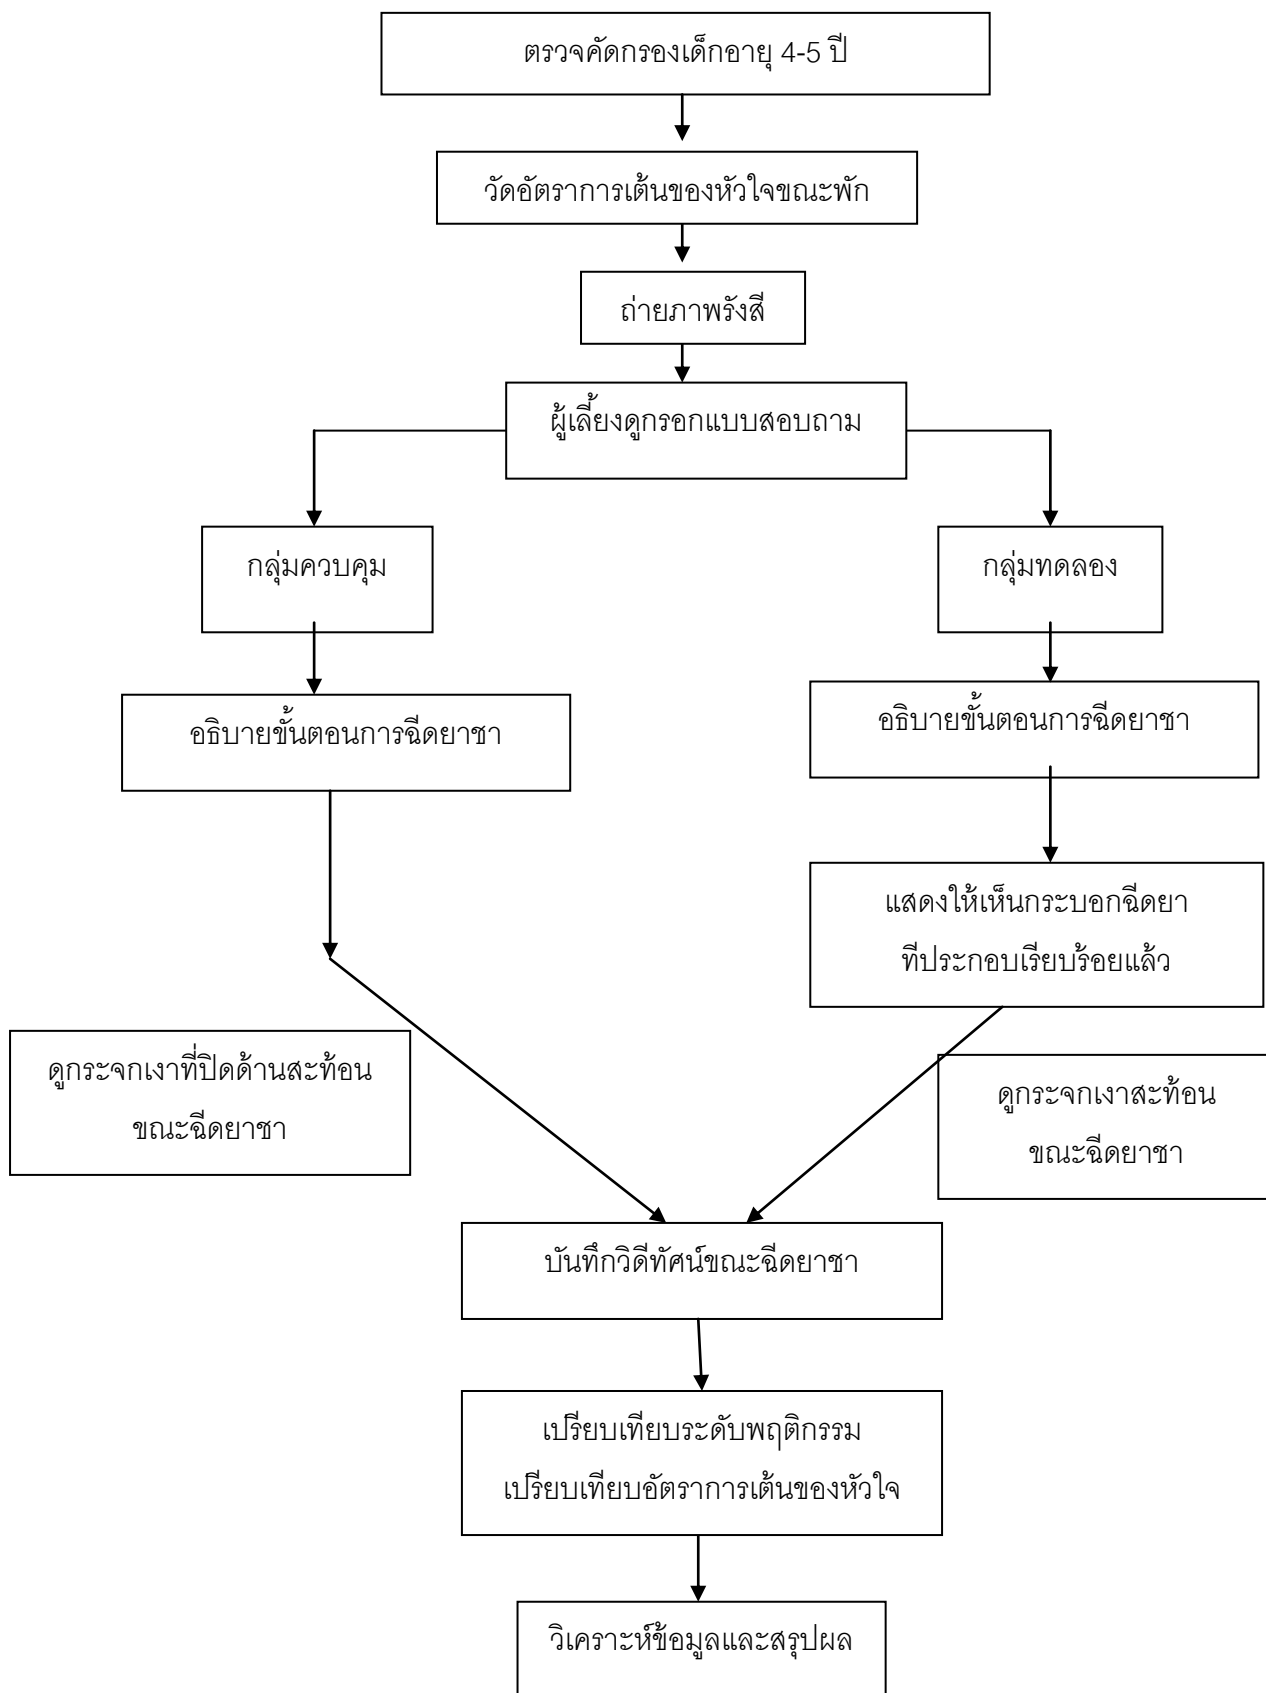 ตรวจคัดกรองเด็กอายุ 4-5 ปี
วัดอัตราการเต้นของหัวใจขณะพัก
ถ่ายภาพรังสี
ผู้เลี้ยงดูกรอกแบบสอบถาม
กลุ่มควบคุม
กลุ่มทดลอง
อธิบายขั้นตอนการฉีดยาชา
อธิบายขั้นตอนการฉีดยาชา
แสดงให้เห็นกระบอกฉีดยา
ที่ประกอบเรียบร้อยแล้ว
ดูกระจกเงาที่ปิดด้านสะท้อน
ขณะฉีดยาชา
ดูกระจกเงาสะท้อน
ขณะฉีดยาชา
บันทึกวิดีทัศน์ขณะฉีดยาชา
เปรียบเทียบระดับพฤติกรรม
เปรียบเทียบอัตราการเต้นของหัวใจ
วิเคราะห์ข้อมูลและสรุปผล